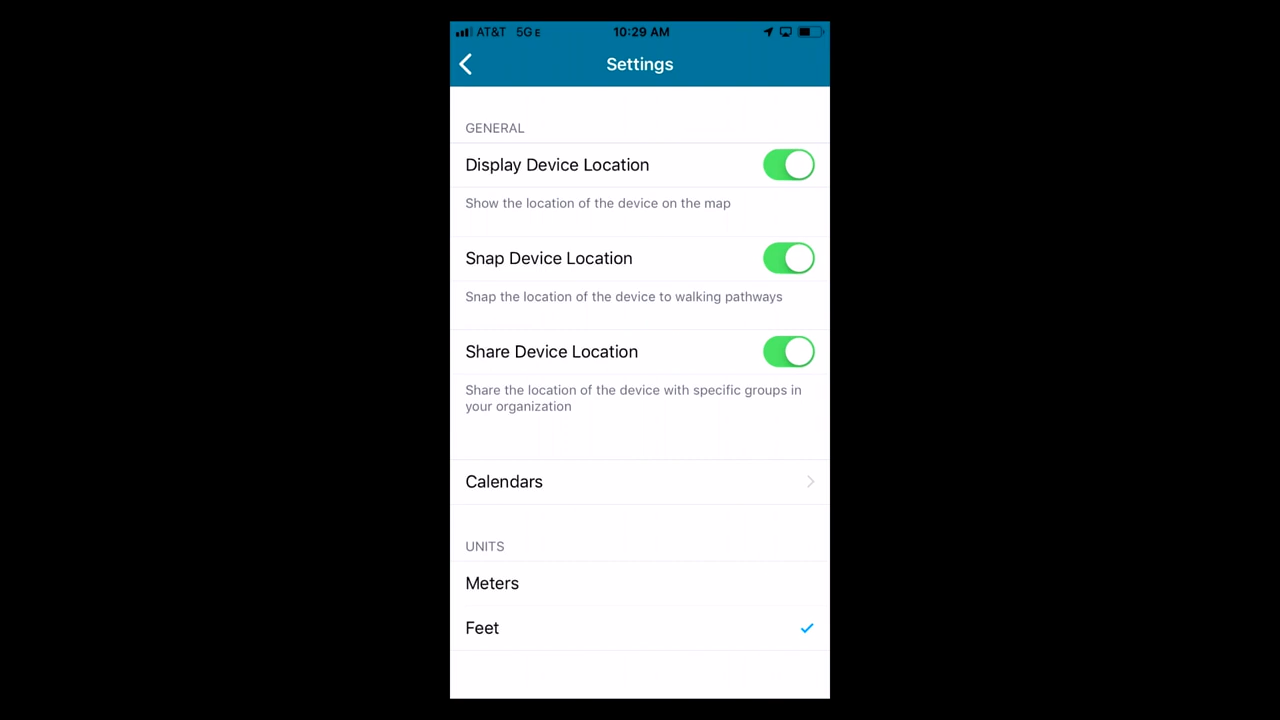 AT&T 5G E 10:29 AM
Settings
GENERAL
Display Device Location
Show the location of the device on the map
Snap Device Location
Snap the location of the device to walking pathways
Share Device Location
Share the location of the device with specific groups in
your organization
Calendars
UNITS
Meters
Feet